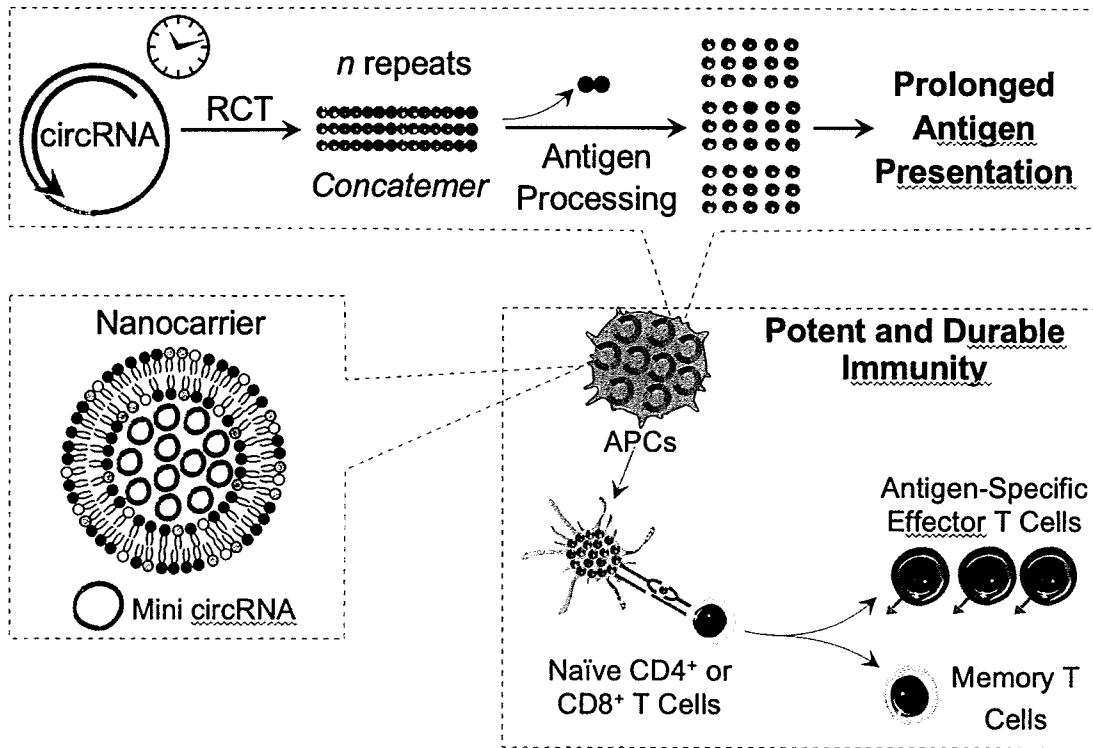 circRNA
RCT
n repeats
Concatemer
Antigen
Processing
Prolonged
Antigen
Presentation
Nanocarrier
Mini circRNA
Potent and Durable
Immunity
APCs
Naïve CD4⁺ or
CD8⁺ T Cells
Antigen-Specific
Effector T Cells
Memory T
Cells